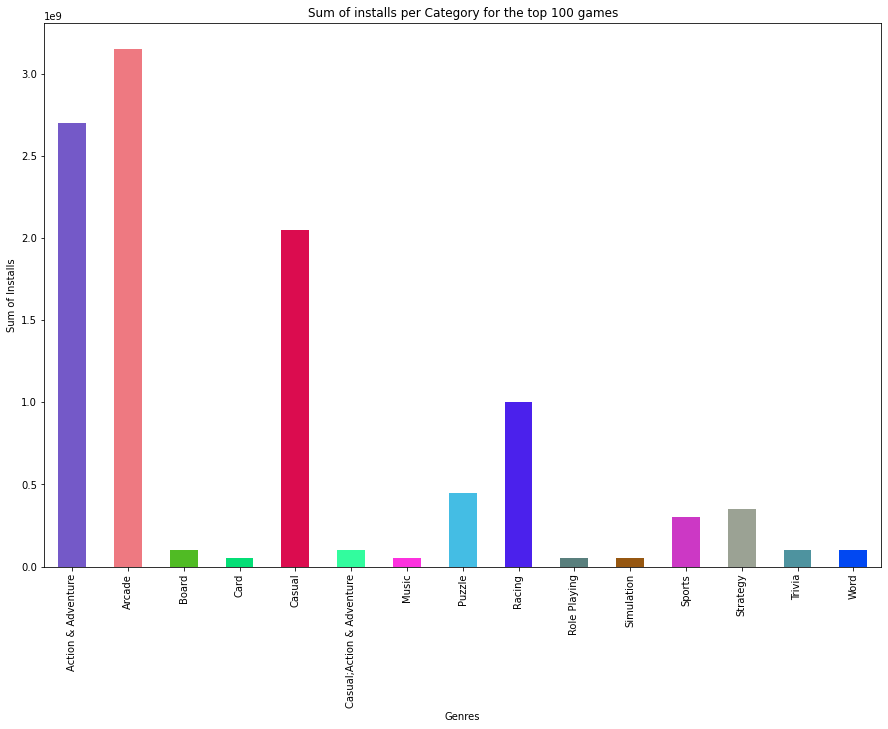 Sum of installs per Category for the top 100 games
1e9
3.0
2.5
2.0
1.5
1.0
0.5
0.0
Sum of Installs
Action & Adventure
Arcade
Board
Card
Casual
Casual;Action & Adventure
Music
Puzzle
Racing
Role Playing
Simulation
Sports
Strategy
Trivia
Word
Genres